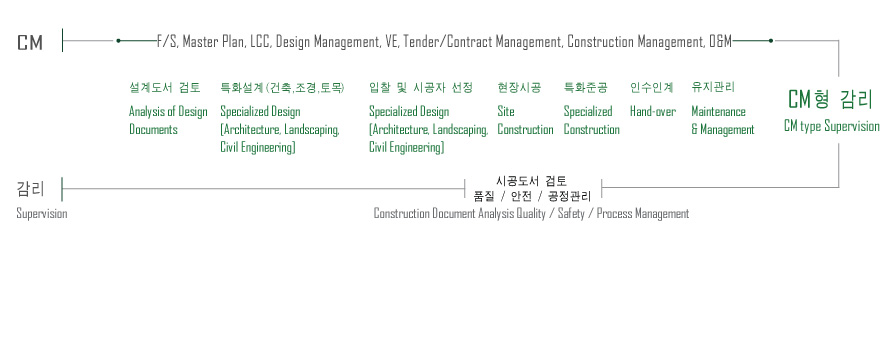 CM
F/S, Master Plan, LCC, Design Management, VE, Tender/Contract Management, Construction Management, O&M
설계도서 검토
Analysis of Design
Documents
특화설계(건축,조경,토목)
Specialized Design
(Architecture, Landscaping,
Civil Engineering)
입찰 및 시공자 선정
Specialized Design
(Architecture, Landscaping,
Civil Engineering)
현장시공
Site
Construction
특화준공
Specialized
Construction
인수인계
Hand-over
유지관리
Maintenance
& Management
CM형 감리
CM type Supervision
감리
Supervision
시공도서 검토
품질 / 안전 / 공정관리
Construction Document Analysis Quality / Safety / Process Management